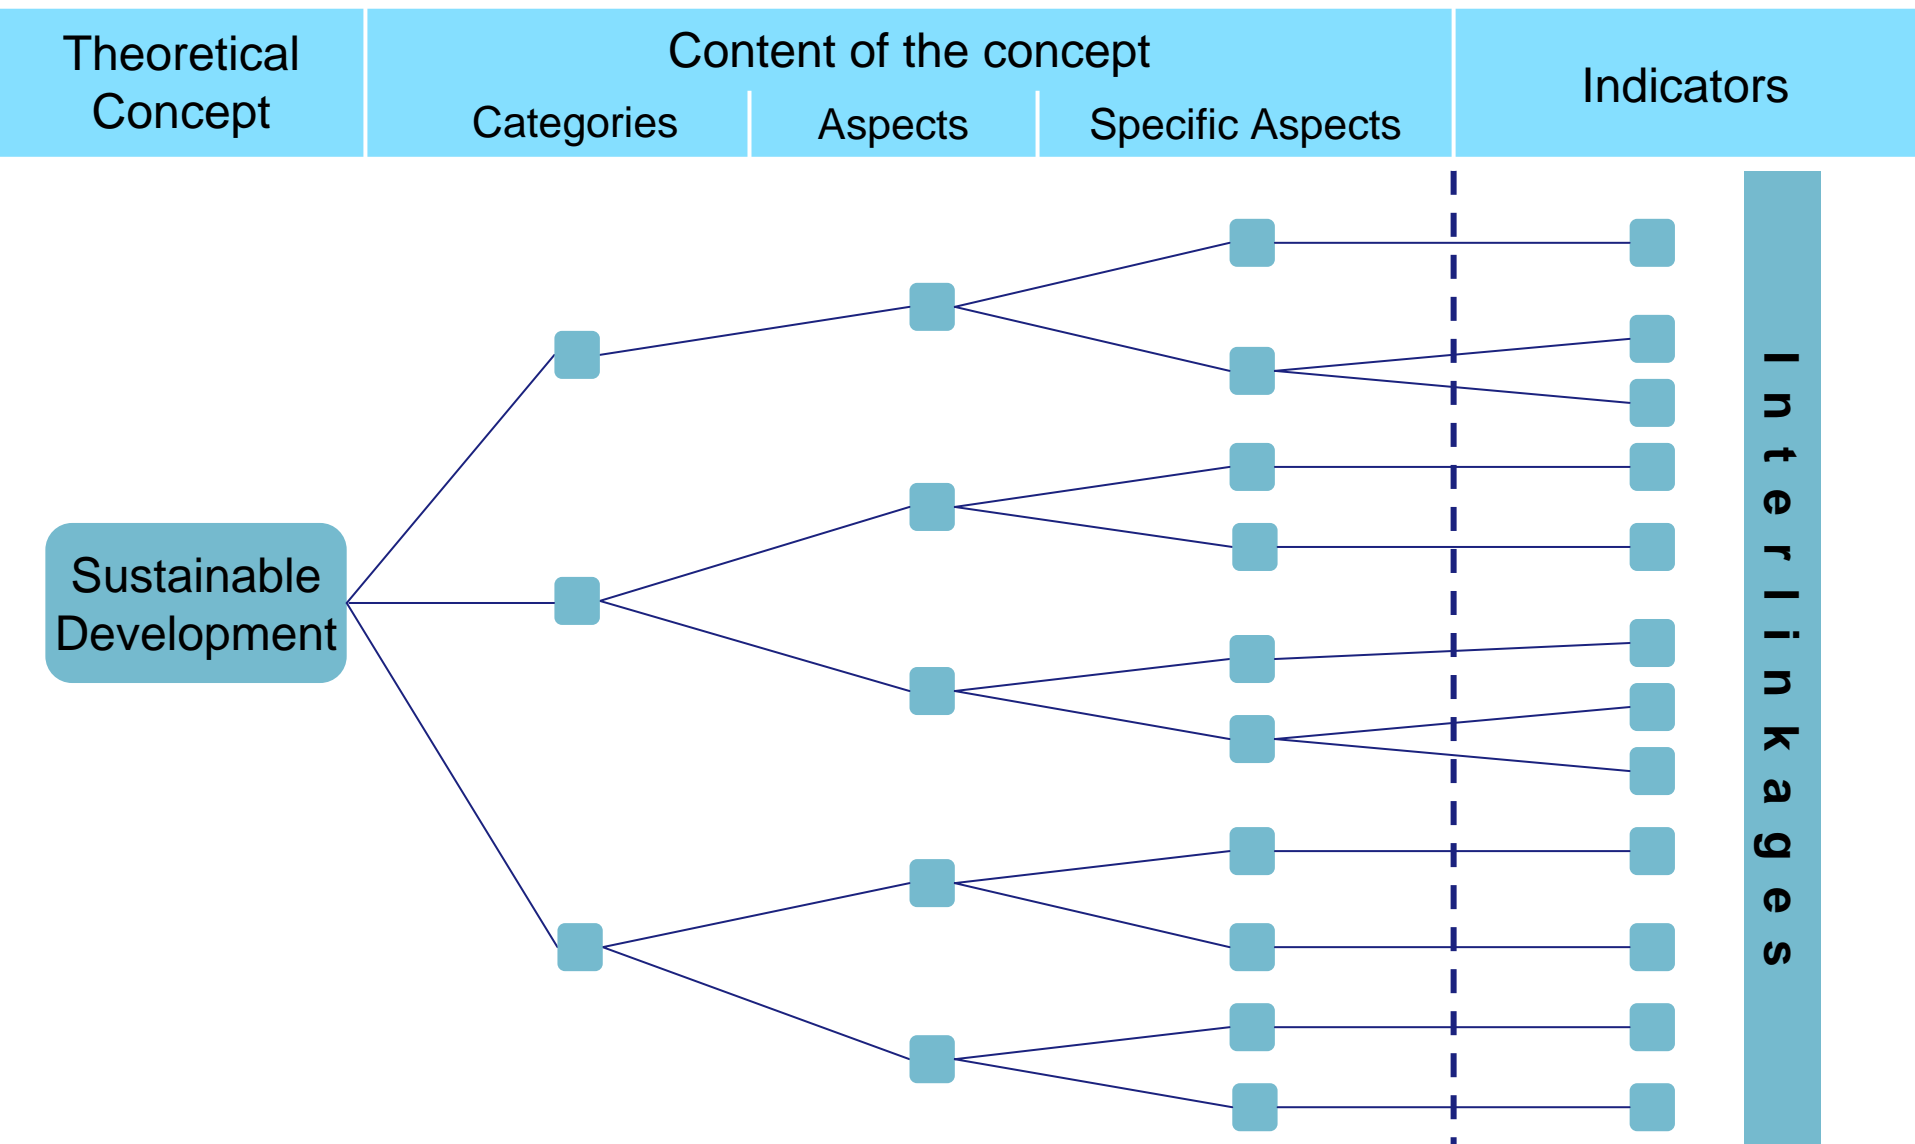 Theoretical
Concept
Content of the concept
Categories
Aspects
Specific Aspects
Indicators
Sustainable
Development
Interlinkages